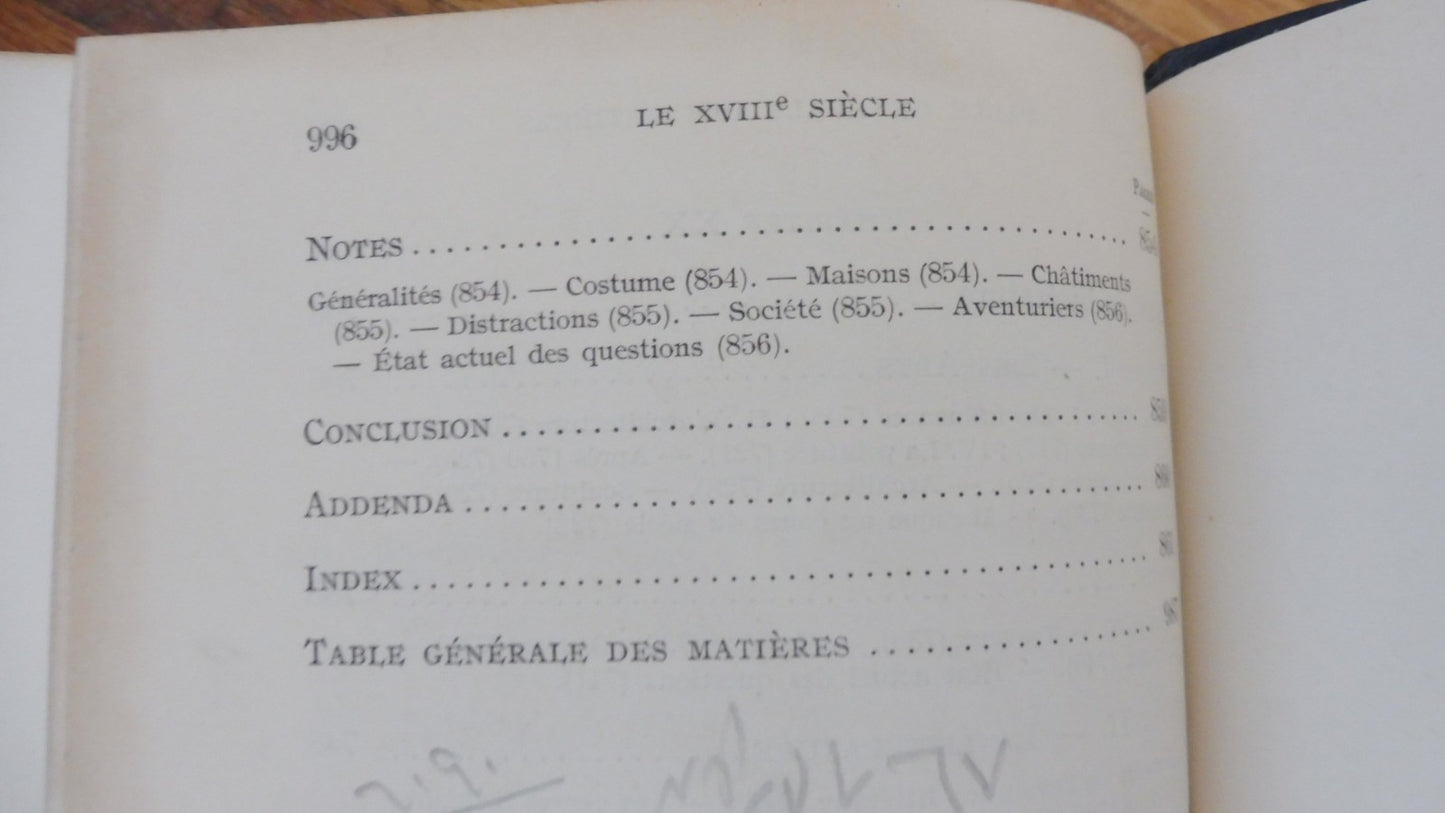 996
LE XVIIIe SIÈCLE
NOTES ........................................ 854
Généralités (854). — Costume (854). — Maisons (854). — Châtiments
(855). — Distractions (855). — Société (855). — Aventuriers (856).
— État actuel des questions (856).
CONCLUSION ........................................
ADDENDA ........................................
INDEX ........................................
TABLE GÉNÉRALE DES MATIÈRES ....................